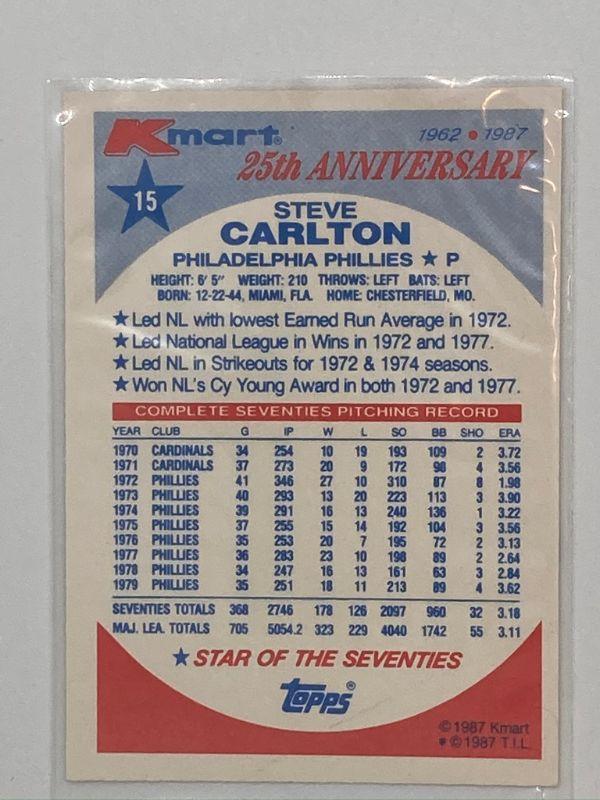 Kmart® 1962 • 1987
25th ANNIVERSARY
15
STEVE
CARLTON
PHILADELPHIA PHILLIES ★ P
HEIGHT: 6' 5" WEIGHT: 210 THROWS: LEFT BATS: LEFT
BORN: 12-22-44, MIAMI, FLA. HOME: CHESTERFIELD, MO.
★ Led NL with lowest Earned Run Average in 1972.
★ Led National League in Wins in 1972 and 1977.
★ Led NL in Strikeouts for 1972 & 1974 seasons.
★ Won NL's Cy Young Award in both 1972 and 1977.
COMPLETE SEVENTIES PITCHING RECORD
YEAR CLUB G IP W L SO BB SHO ERA
1970 CARDINALS 34 254 10 19 193 109 2 3.72
1971 CARDINALS 37 273 20 9 172 98 4 3.56
1972 PHILLIES 41 346 27 10 310 87 8 1.98
1973 PHILLIES 40 293 13 20 223 113 3 3.90
1974 PHILLIES 39 291 16 13 240 136 1 3.22
1975 PHILLIES 37 255 15 14 192 104 3 3.56
1976 PHILLIES 35 253 20 7 195 72 2 3.13
1977 PHILLIES 36 283 23 10 198 89 2 2.64
1978 PHILLIES 34 247 16 13 161 63 3 2.84
1979 PHILLIES 35 251 18 11 213 89 4 3.62
SEVENTIES TOTALS 368 2746 178 126 2097 960 32 3.18
MAJ. LEA. TOTALS 705 5054.2 323 229 4040 1742 55 3.11
★ STAR OF THE SEVENTIES
topps®
© 1987 Kmart
* © 1987 T.I.L.